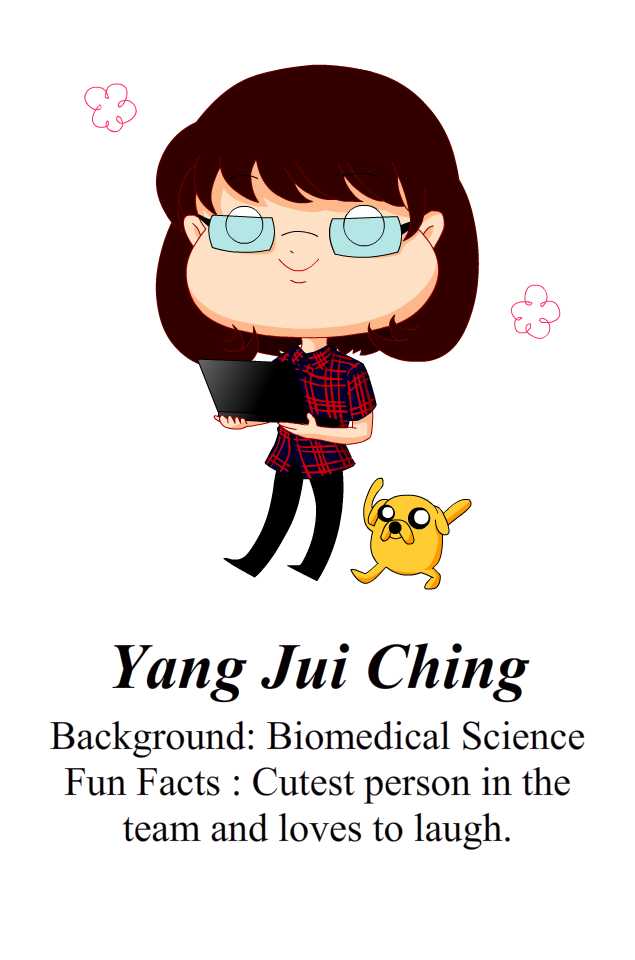 Yang Jui Ching
Background: Biomedical Science
Fun Facts : Cutest person in the
team and loves to laugh.